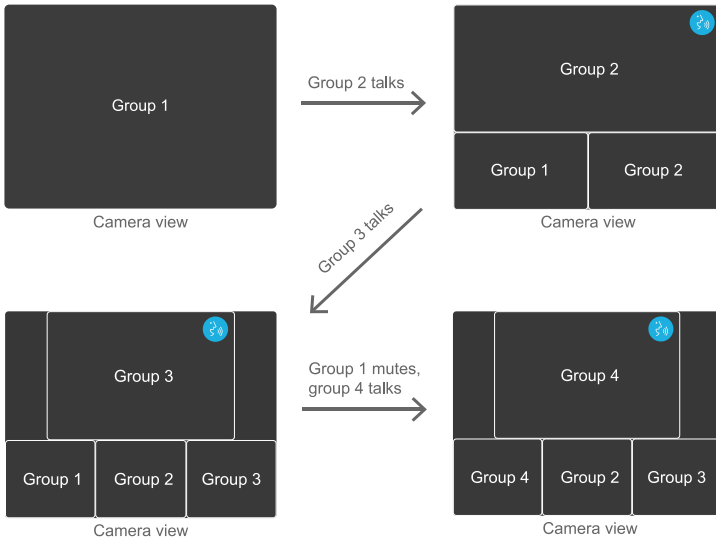 Group 1
Camera view
Group 2 talks
Group 2
Group 1 Group 2
Camera view
Group 3 talks
Group 3
Group 1 Group 2 Group 3
Camera view
Group 1 mutes,
group 4 talks
Group 4
Group 4 Group 2 Group 3
Camera view